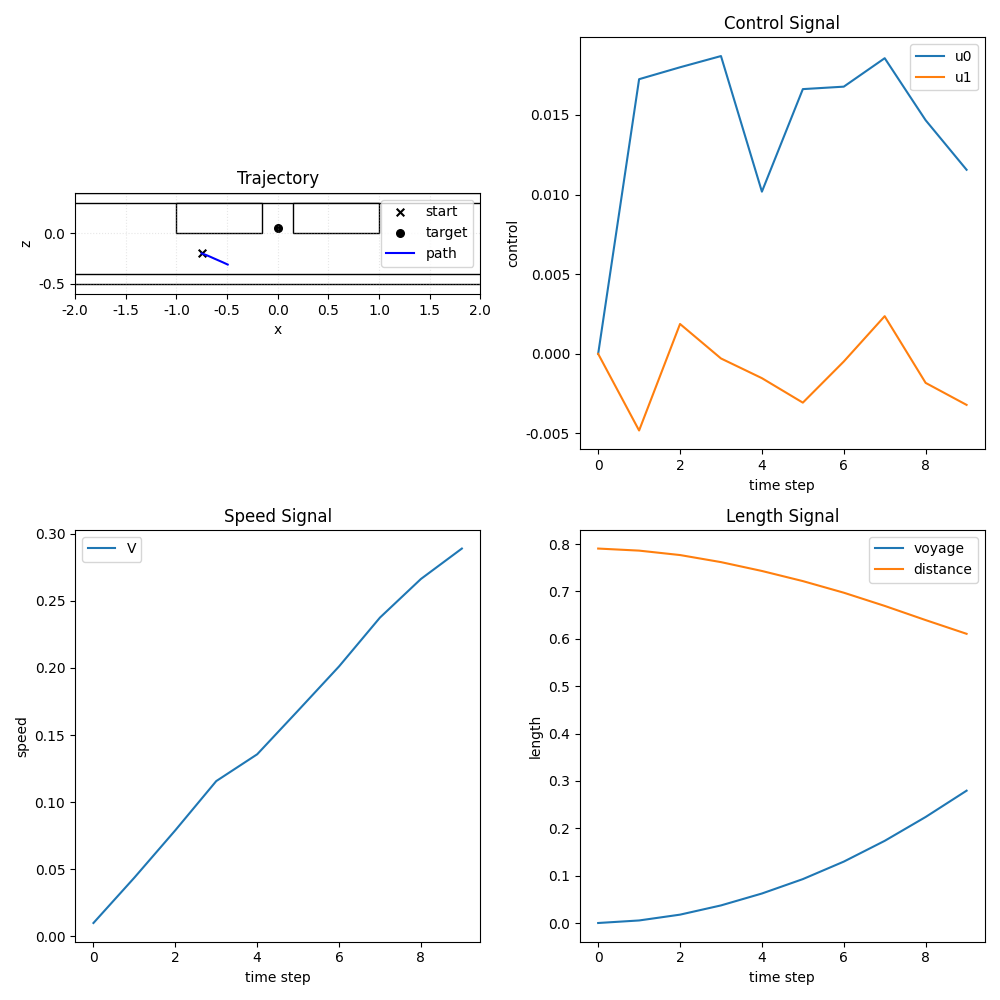 Trajectory
z
0.0
-0.5
start
target
path
-2.0 -1.5 -1.0 -0.5 0.0 0.5 1.0 1.5 2.0
x
Control Signal
control
0.015
0.010
0.005
0.000
-0.005
u0
u1
0 2 4 6 8
time step
Speed Signal
speed
0.30
0.25
0.20
0.15
0.10
0.05
0.00
V
0 2 4 6 8
time step
Length Signal
length
0.8
0.7
0.6
0.5
0.4
0.3
0.2
0.1
0.0
voyage
distance
0 2 4 6 8
time step